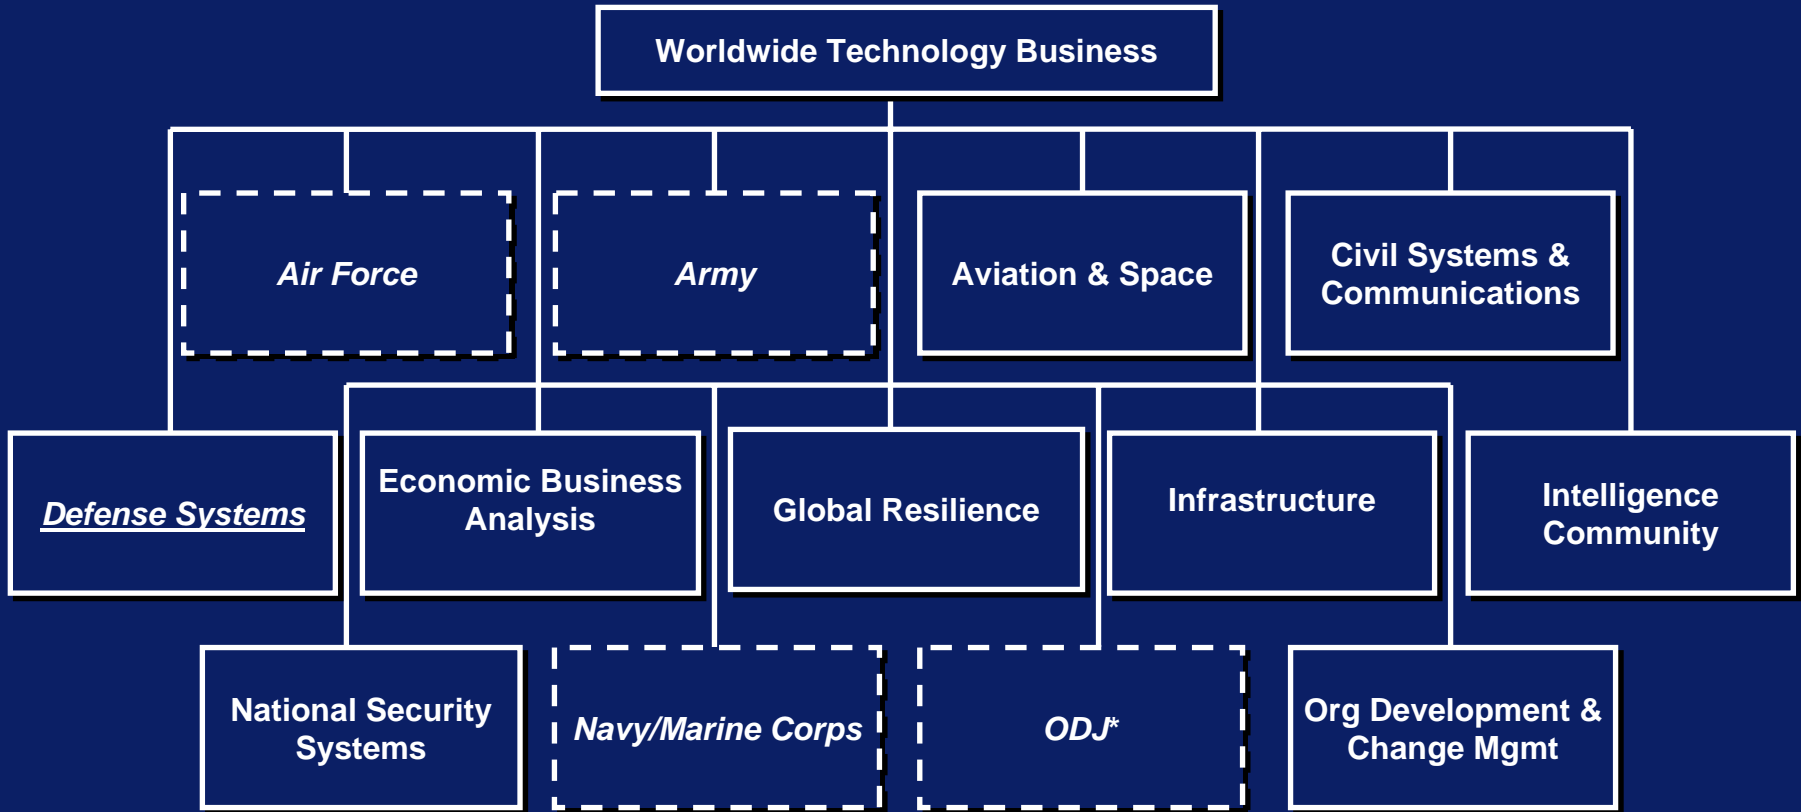 Worldwide Technology Business
Air Force
Army
Aviation & Space
Civil Systems &
Communications
Defense Systems
Economic Business
Analysis
Global Resilience
Infrastructure
Intelligence
Community
National Security
Systems
Navy/Marine Corps
ODJ*
Org Development &
Change Mgmt